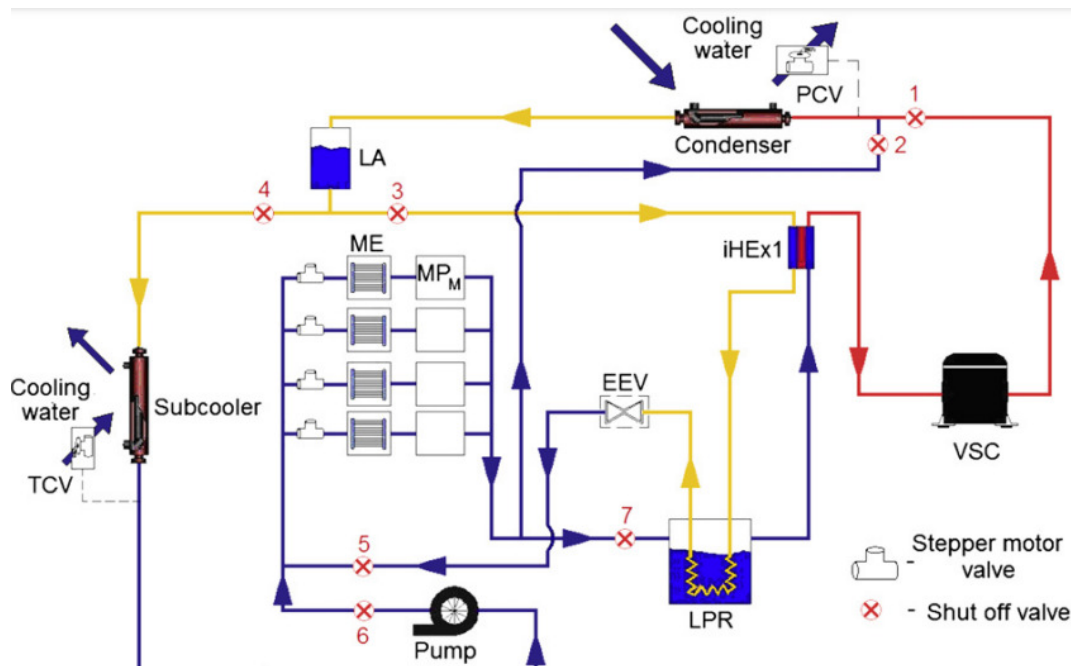 Cooling
water
PCV
1
Condenser
2
LA
4
3
ME
MP M
iHEx1
Cooling
water
Subcooler
EEV
TCV
VSC
7
5
Stepper motor
valve
6
Pump
LPR
- Shut off valve